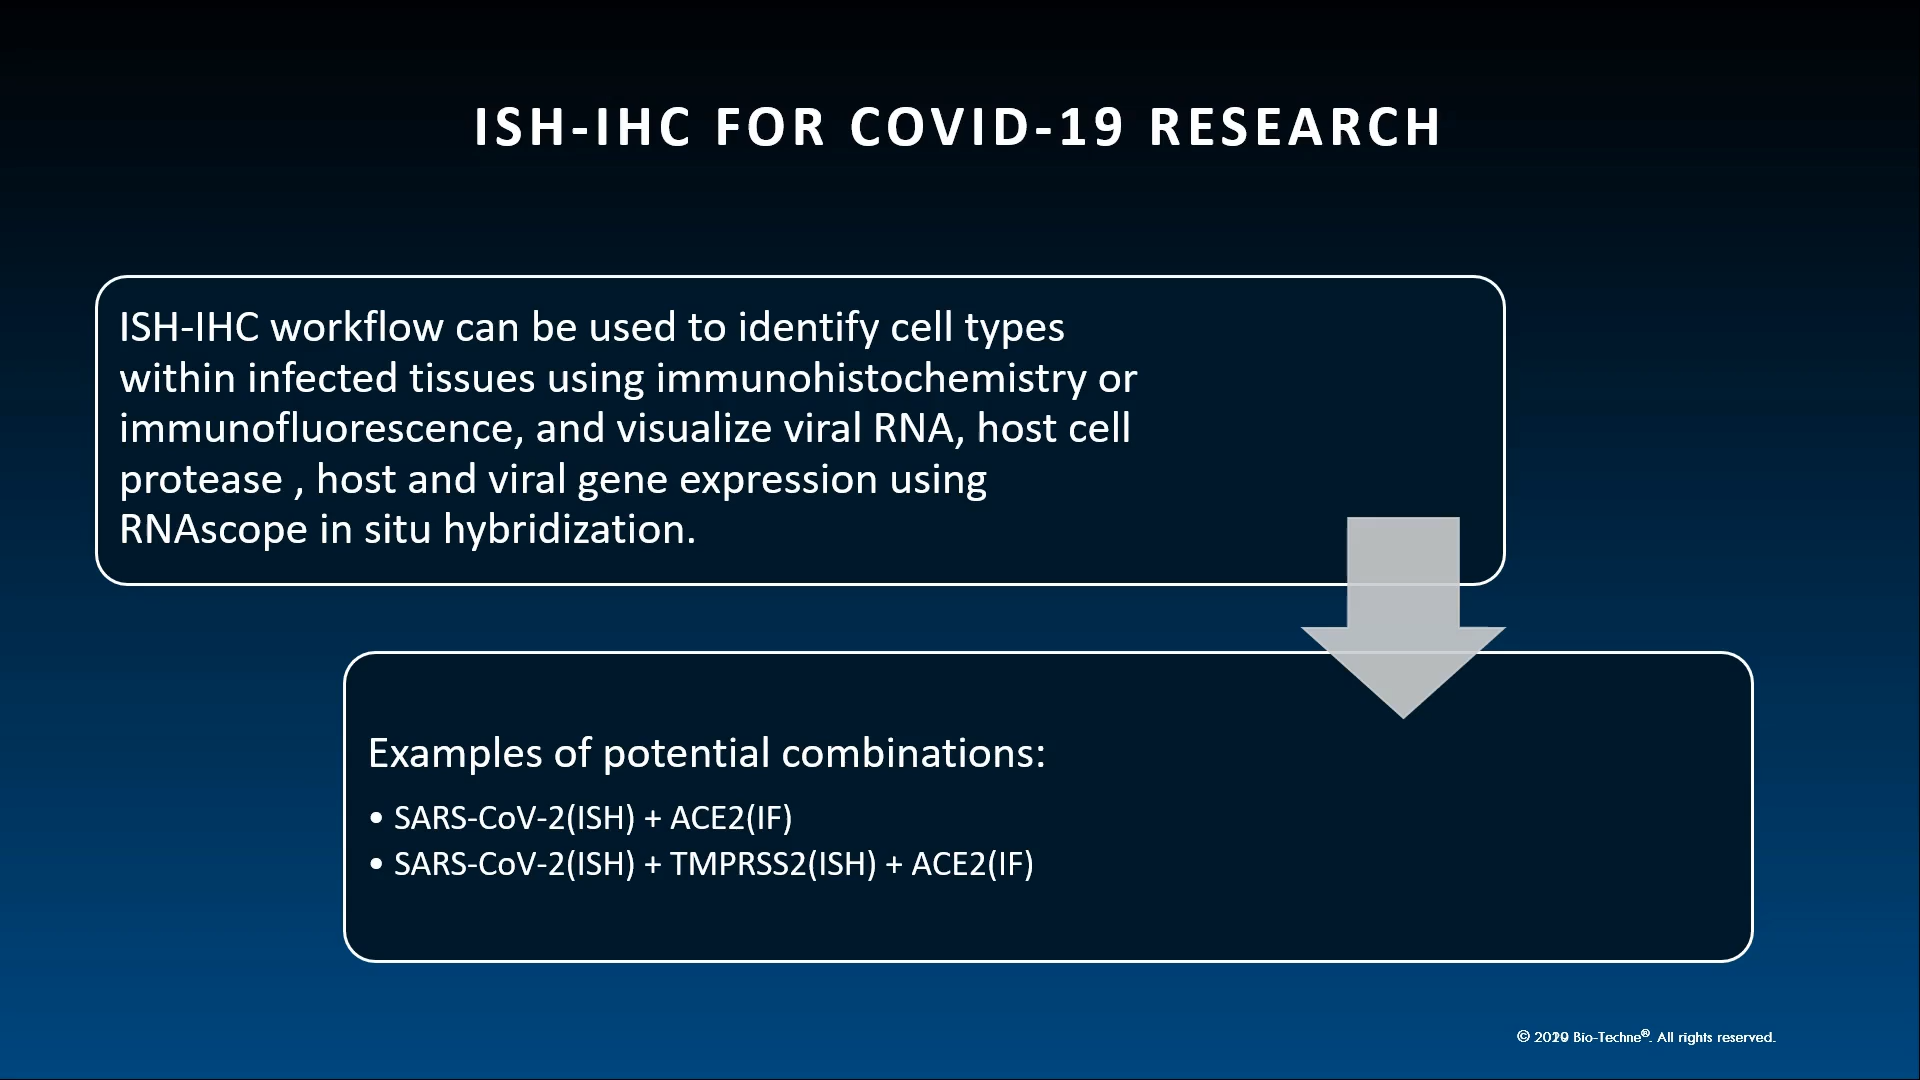 ISH-IHC FOR COVID-19 RESEARCH
ISH-IHC workflow can be used to identify cell types
within infected tissues using immunohistochemistry or
immunofluorescence, and visualize viral RNA, host cell
protease , host and viral gene expression using
RNAscope in situ hybridization.
Examples of potential combinations:
• SARS-CoV-2(ISH) + ACE2(IF)
• SARS-CoV-2(ISH) + TMPRSS2(ISH) + ACE2(IF)
© Bio-Techne®. All rights reserved.